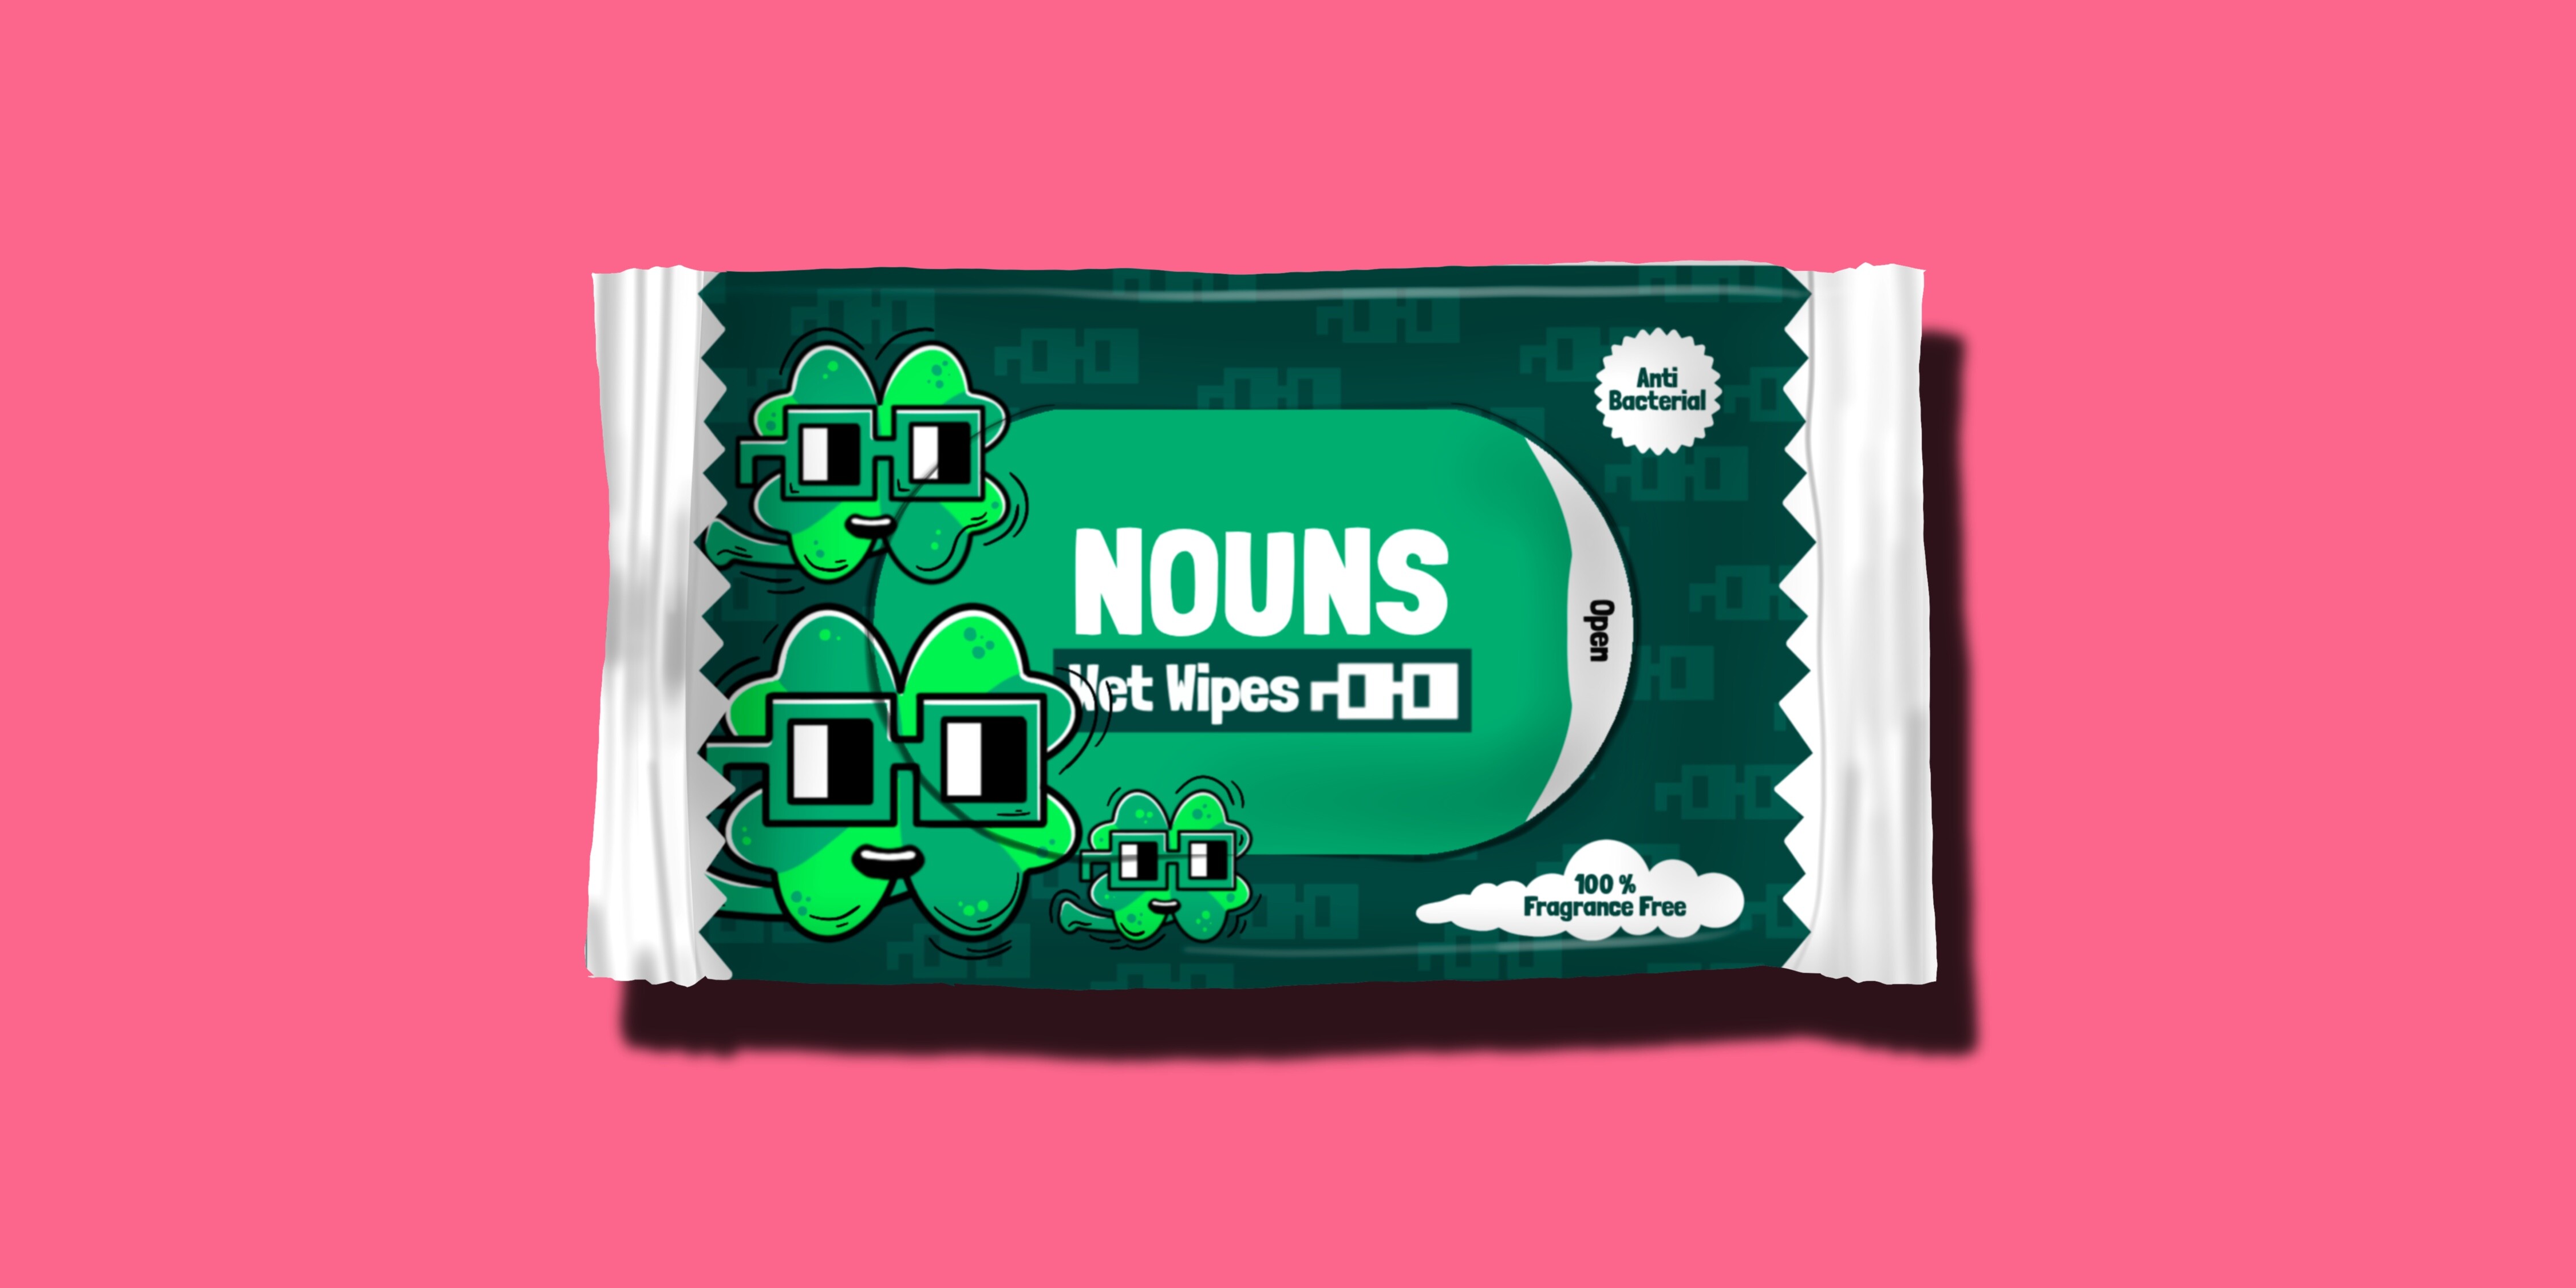 Anti
Bacterial
NOUNS
Wet Wipes
Open
100 %
Fragrance Free